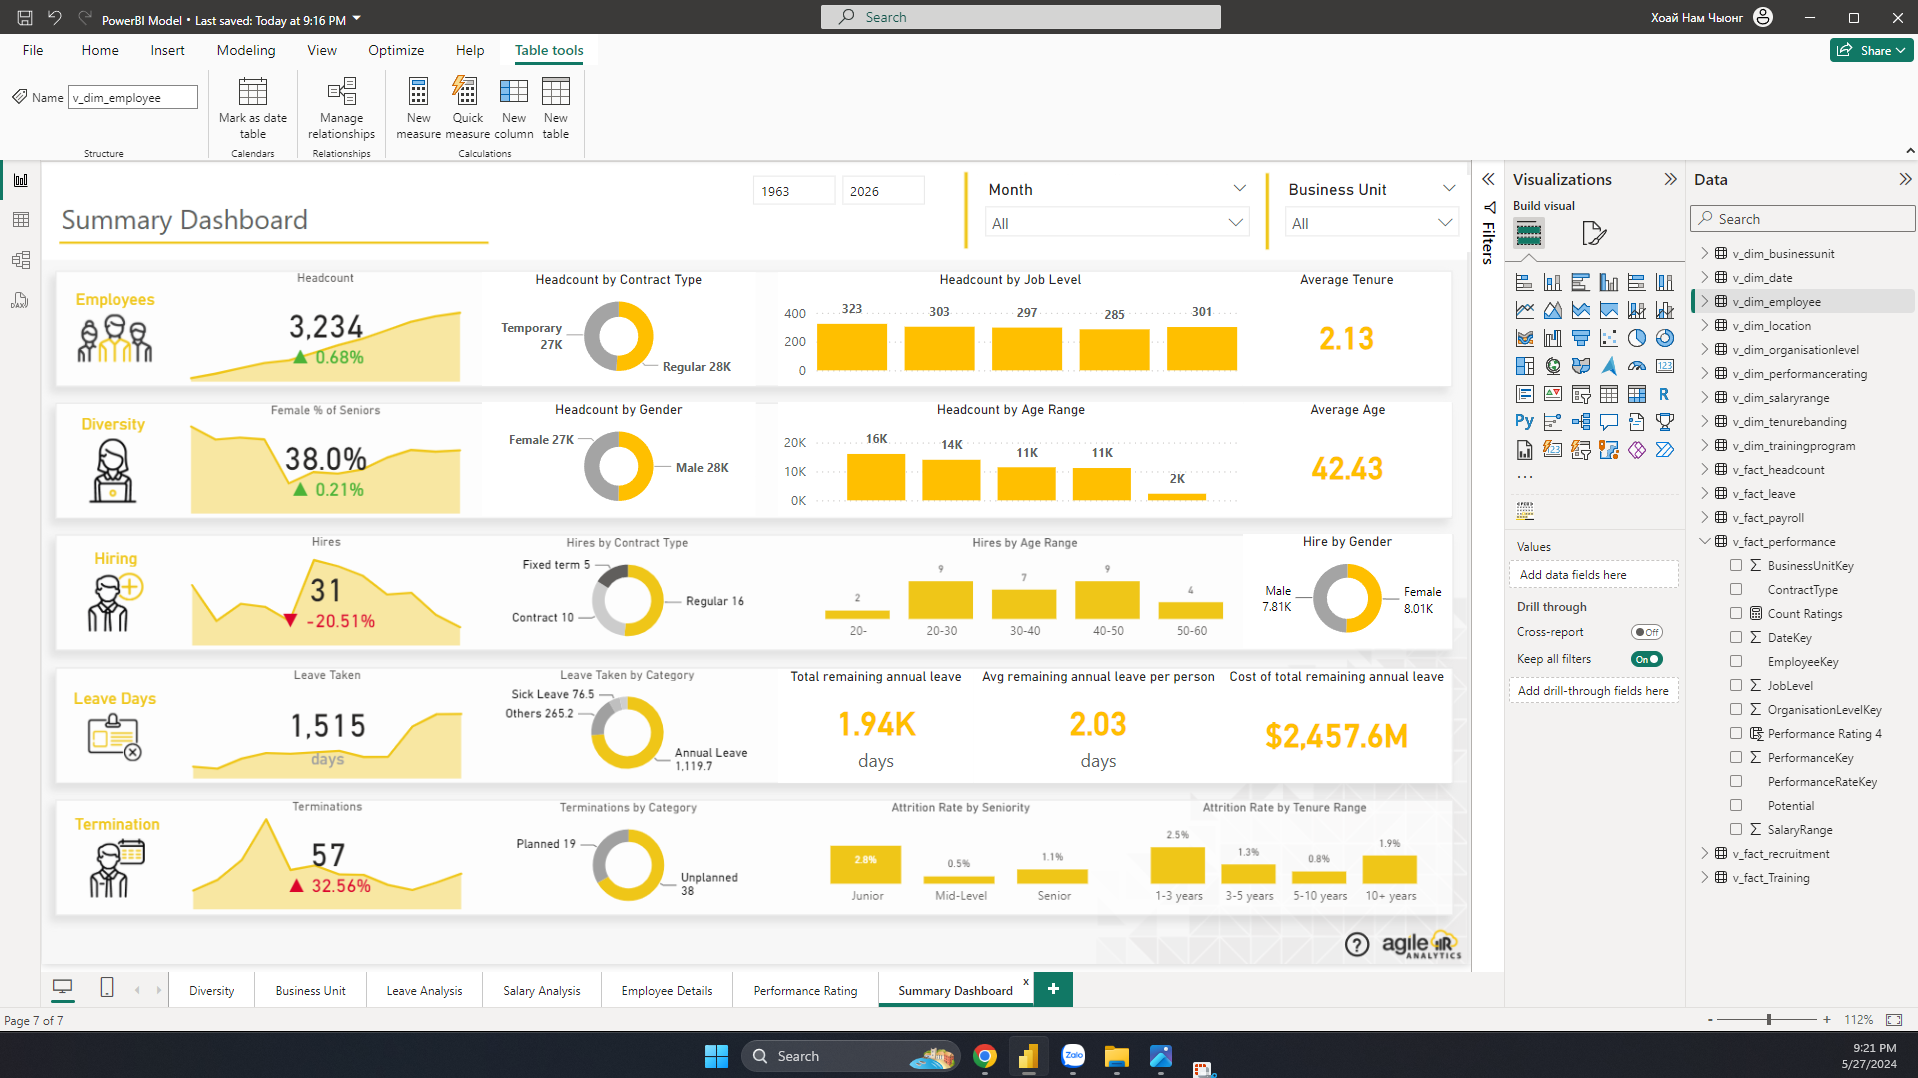 PowerBI Model • Last saved: Today at 9:16 PM
Search
Хоай Нам Чыонг
File
Home
Insert
Modeling
View
Optimize
Help
Table tools
Share
Name
v_dim_employee
Mark as date
table
Manage
relationships
New
measure
Quick
measure
New
column
New
table
Structure
Calendars
Relationships
Calculations
Summary Dashboard
1963
2026
Month
All
Business Unit
All
Employees
Headcount
3,234
0.68%
Headcount by Contract Type
Temporary
27K
Regular 28K
Headcount by Job Level
400
200
0
323
303
297
285
301
Average Tenure
2.13
Diversity
Female % of Seniors
38.0%
0.21%
Headcount by Gender
Female 27K
Male 28K
Headcount by Age Range
20K
10K
0K
16K
14K
11K
11K
2K
Average Age
42.43
Hiring
Hires
31
-20.51%
Hires by Contract Type
Fixed term 5
Contract 10
Regular 16
Hires by Age Range
2
9
7
9
4
20-
20-30
30-40
40-50
50-60
Hire by Gender
Male
7.81K
Female
8.01K
Leave Days
Leave Taken
1,515
days
Leave Taken by Category
Sick Leave 76.5
Others 265.2
Annual Leave
1,119.7
Total remaining annual leave
1.94K
days
Avg remaining annual leave per person
2.03
days
Cost of total remaining annual leave
$2,457.6M
Termination
Terminations
57
32.56%
Terminations by Category
Planned 19
Unplanned
38
Attrition Rate by Seniority
2.8%
0.5%
1.1%
Junior
Mid-Level
Senior
Attrition Rate by Tenure Range
2.5%
1.3%
0.8%
1.9%
1-3 years
3-5 years
5-10 years
10+ years
?
agile
ANALYTICS
Filters
Visualizations
Build visual
123
R
Py
123
...
Values
Add data fields here
Drill through
Cross-report
Off
Keep all filters
On
Add drill-through fields here
Data
Search
v_dim_businessunit
v_dim_date
v_dim_employee
v_dim_location
v_dim_organisationlevel
v_dim_performancerating
v_dim_salaryrange
v_dim_tenurebanding
v_dim_trainingprogram
v_fact_headcount
v_fact_leave
v_fact_payroll
v_fact_performance
BusinessUnitKey
ContractType
Count Ratings
DateKey
EmployeeKey
JobLevel
OrganisationLevelKey
Performance Rating 4
PerformanceKey
PerformanceRateKey
Potential
SalaryRange
v_fact_recruitment
v_fact_Training
Diversity
Business Unit
Leave Analysis
Salary Analysis
Employee Details
Performance Rating
Summary Dashboard
x
+
Page 7 of 7
-
+
112%
Search
Zalo
9:21 PM
5/27/2024